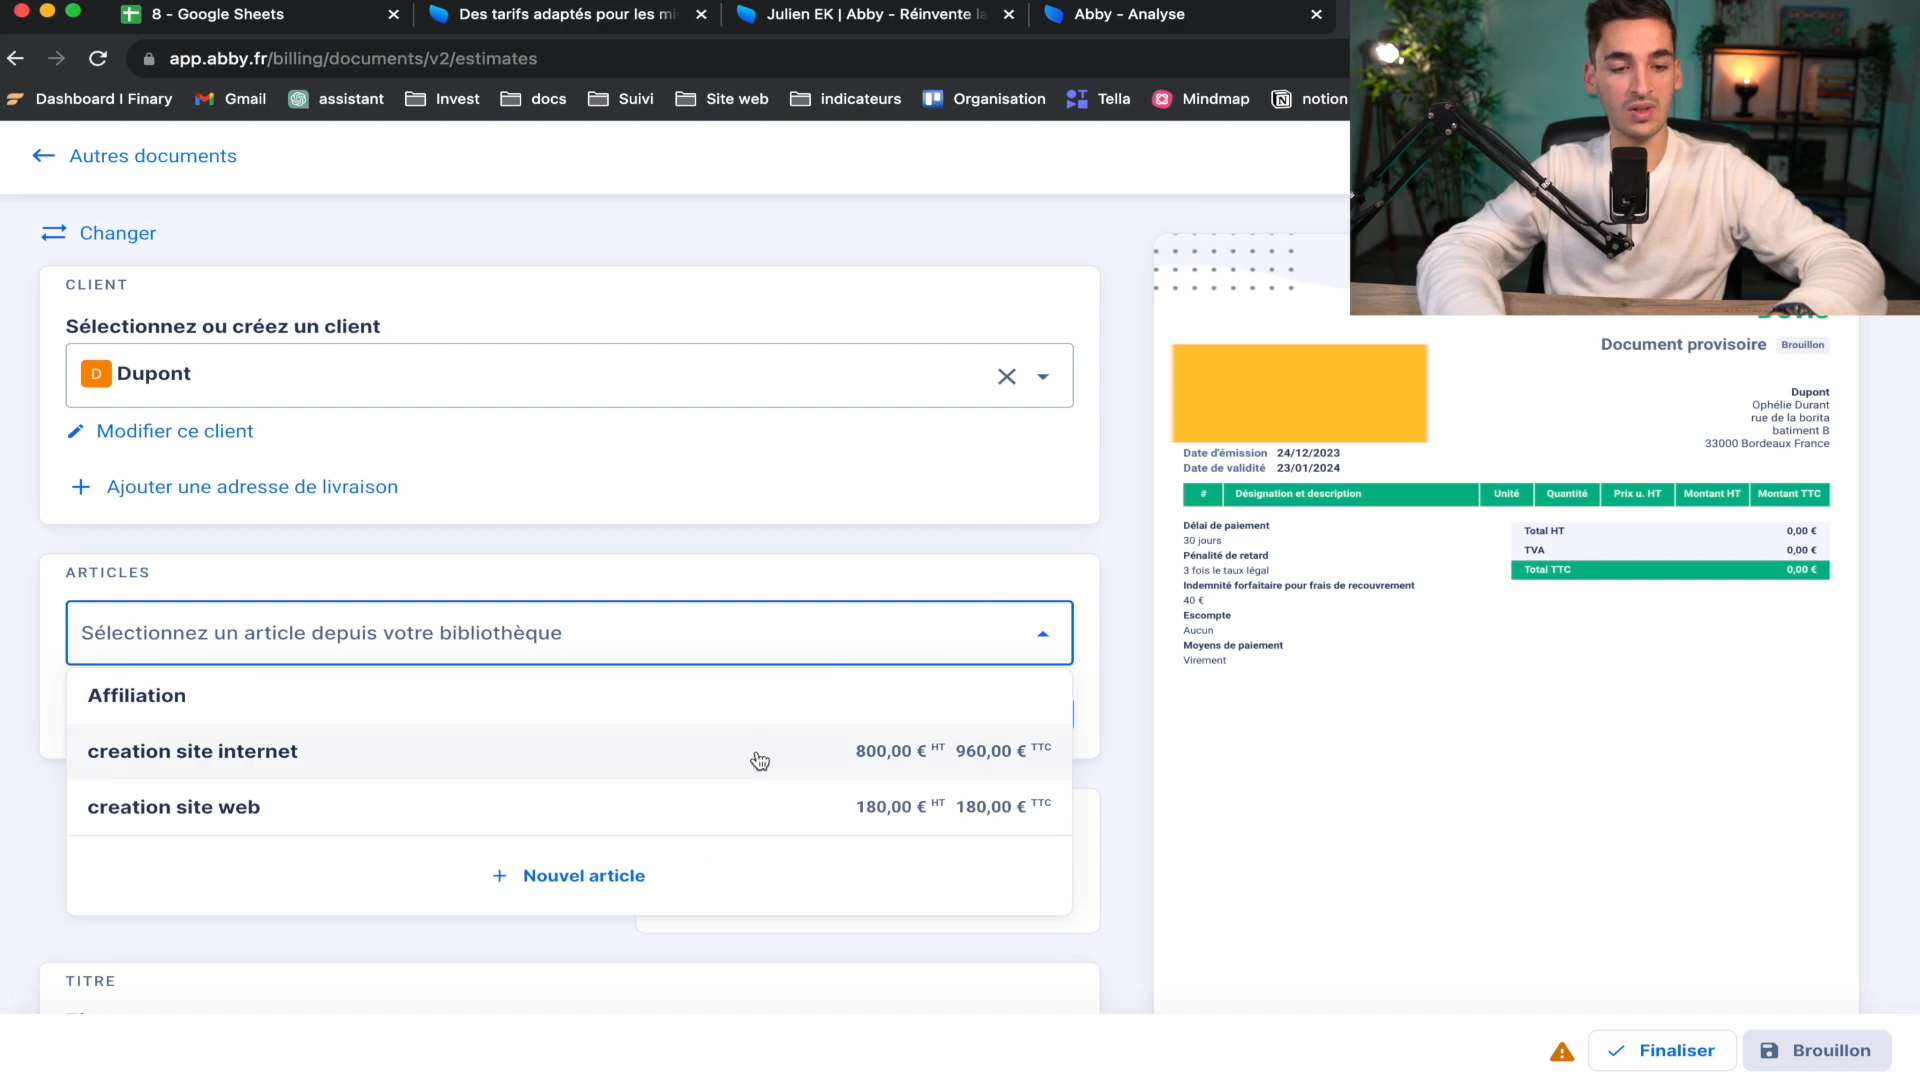 8 - Google Sheets
Des tarifs adaptés pour les mi
Julien EK | Abby - Réinvente la
Abby - Analyse
app.abby.fr/billing/documents/v2/estimates
Dashboard I Finary
Gmail
assistant
Invest
docs
Suivi
Site web
indicateurs
Organisation
Tella
Mindmap
notion
Autres documents
Changer
CLIENT
Sélectionnez ou créez un client
D Dupont
Modifier ce client
Ajouter une adresse de livraison
ARTICLES
Sélectionnez un article depuis votre bibliothèque
Affiliation
creation site internet 800,00 € HT 960,00 € TTC
creation site web 180,00 € HT 180,00 € TTC
+ Nouvel article
TITRE
Document provisoire Brouillon
Dupont
Ophélie Durant
rue de la borita
batiment B
33000 Bordeaux France
Date d'émission 24/12/2023
Date de validité 23/01/2024
# Désignation et description Unité Quantité Prix u. HT Montant HT Montant TTC
Délai de paiement
30 jours
Pénalité de retard
3 fois le taux légal
Indemnité forfaitaire pour frais de recouvrement
40 €
Escompte
Aucun
Moyens de paiement
Virement
Total HT 0,00 €
TVA 0,00 €
Total TTC 0,00 €
Finaliser
Brouillon